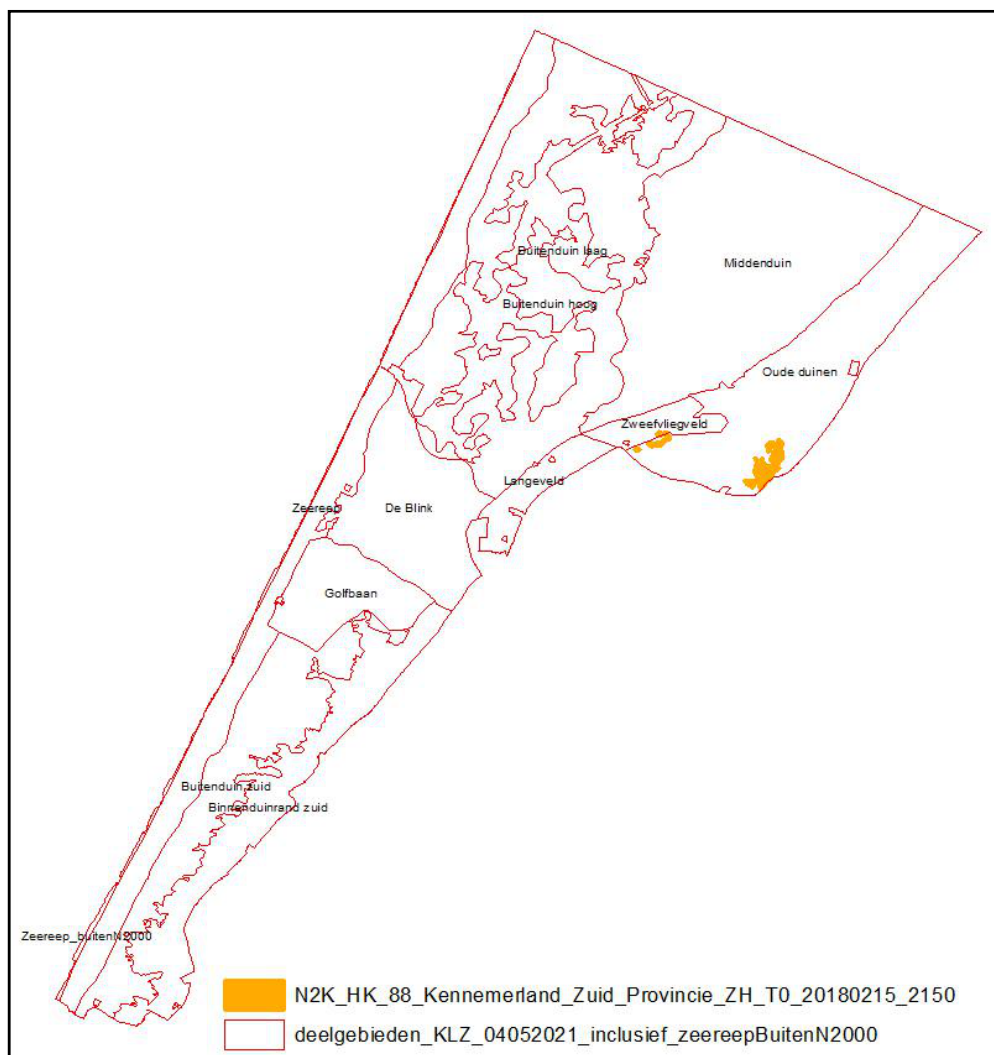 Buitenduin laag
Middenduin
Buitenduin hoog
Oude duinen
Zweefvliegveld
Langeveld
Zeereep
De Blink
Golfbaan
Buitenduin zuid
Binnenduinrand zuid
Zeereep_buitenN2000
N2K_HK_88_Kennemerland_Zuid_Provincie_ZH_T0_20180215_2150
deelgebieden_KLZ_04052021_inclusief_zeereepBuitenN2000